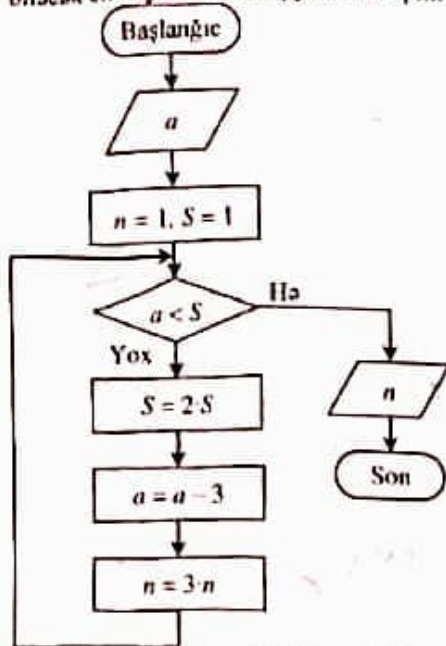 Başlanğıc
a
n = 1, S = 1
a < S
Hə
Yox
S = 2·S
n
a = a − 3
Son
n = 3·n